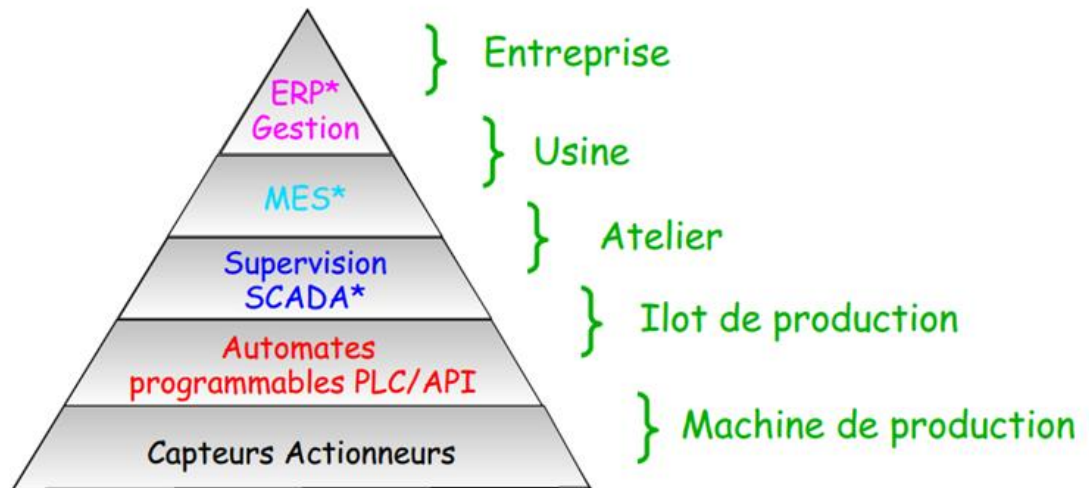 ERP*
Gestion
MES*
Supervision
SCADA*
Automates
programmables PLC/API
Capteurs Actionneurs
Entreprise
Usine
Atelier
Ilot de production
Machine de production